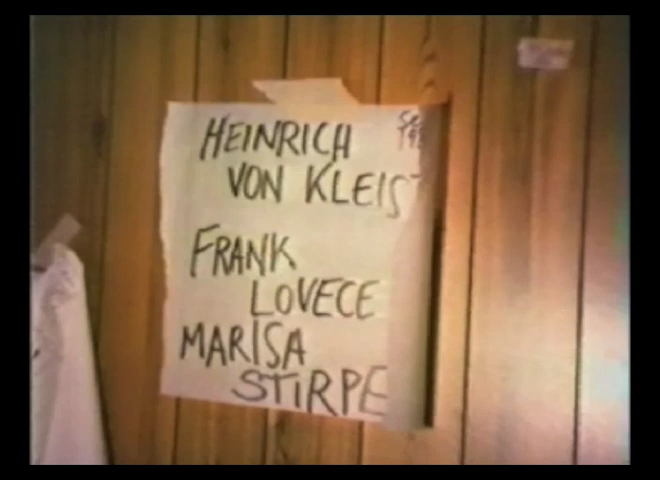 HEINRICH
VON KLEIST
FRANK
LOVECE
MARISA
STIRPE